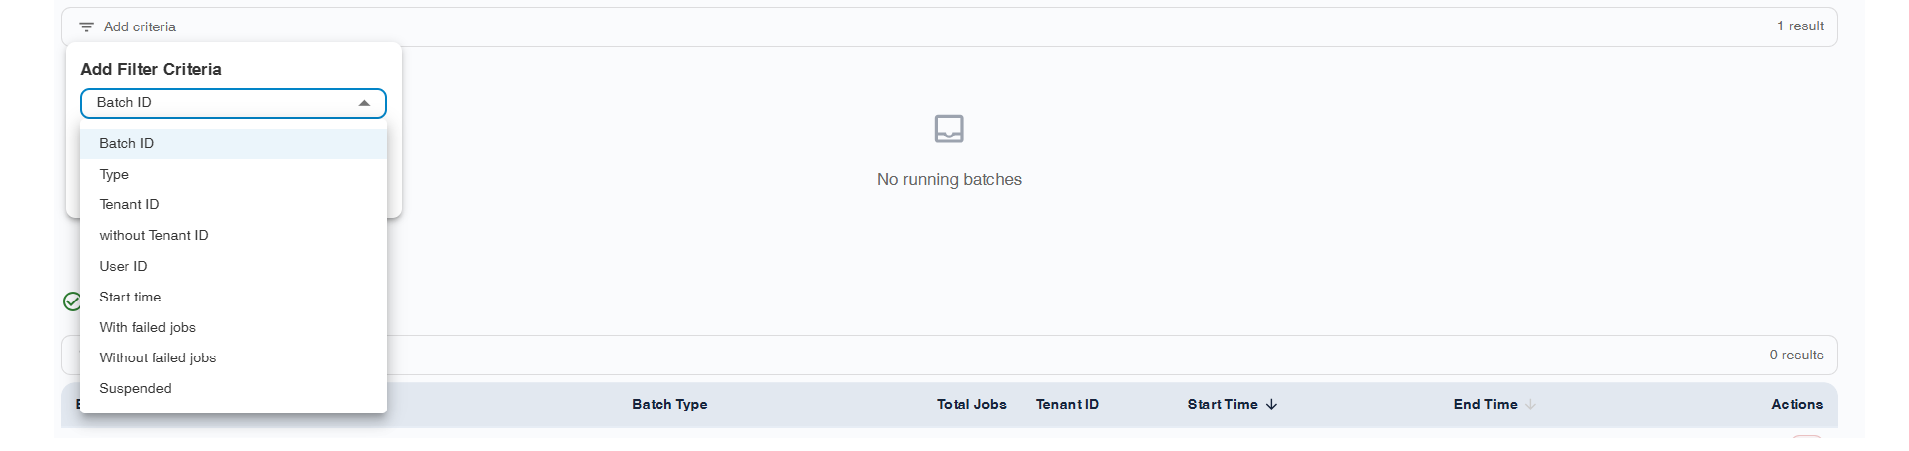 Add criteria 1 result
Add Filter Criteria
Batch ID
Batch ID
Type
Tenant ID
without Tenant ID
User ID
Start time
With failed jobs
Without failed jobs
Suspended
No running batches
0 results
Batch Type Total Jobs Tenant ID Start Time End Time Actions